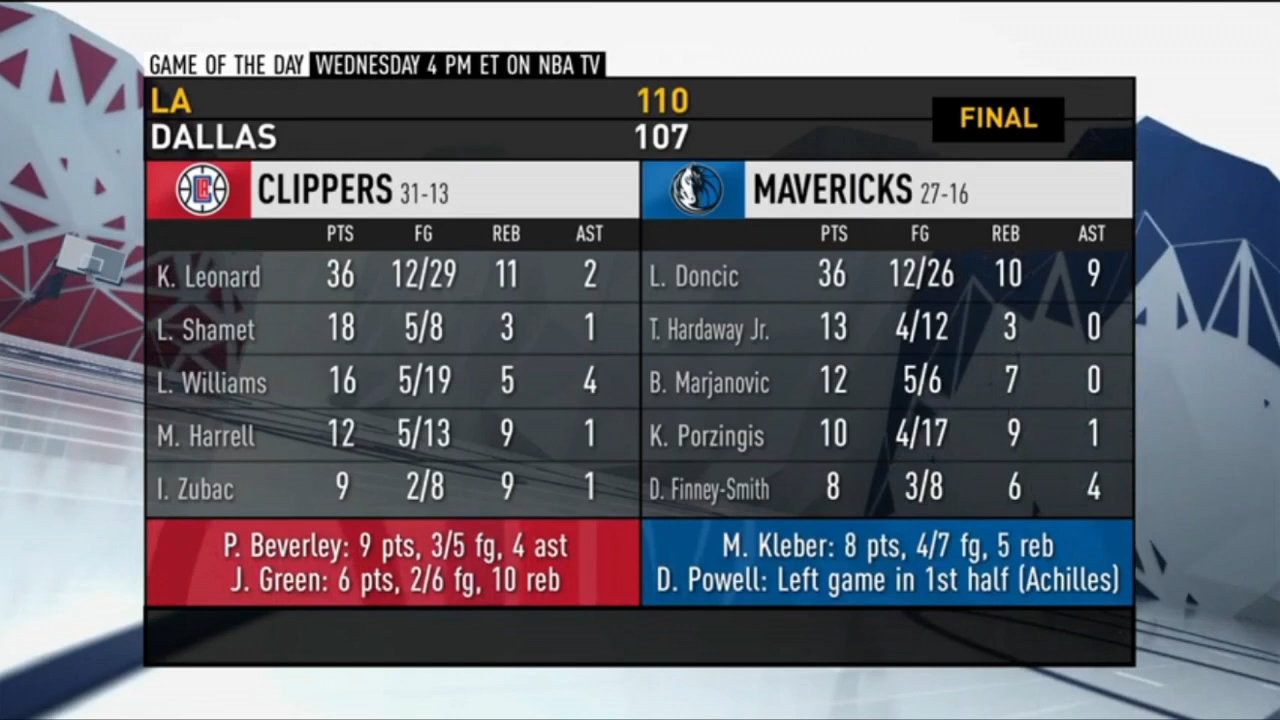 GAME OF THE DAY WEDNESDAY 4 PM ET ON NBA TV
LA 110
DALLAS 107
FINAL
CLIPPERS 31-13
PTS FG REB AST
K. Leonard 36 12/29 11 2
L. Shamet 18 5/8 3 1
L. Williams 16 5/19 5 4
M. Harrell 12 5/13 9 1
I. Zubac 9 2/8 9 1
P. Beverley: 9 pts, 3/5 fg, 4 ast
J. Green: 6 pts, 2/6 fg, 10 reb
MAVERICKS 27-16
PTS FG REB AST
L. Doncic 36 12/26 10 9
T. Hardaway Jr. 13 4/12 3 0
B. Marjanovic 12 5/6 7 0
K. Porzingis 10 4/17 9 1
D. Finney-Smith 8 3/8 6 4
M. Kleber: 8 pts, 4/7 fg, 5 reb
D. Powell: Left game in 1st half (Achilles)